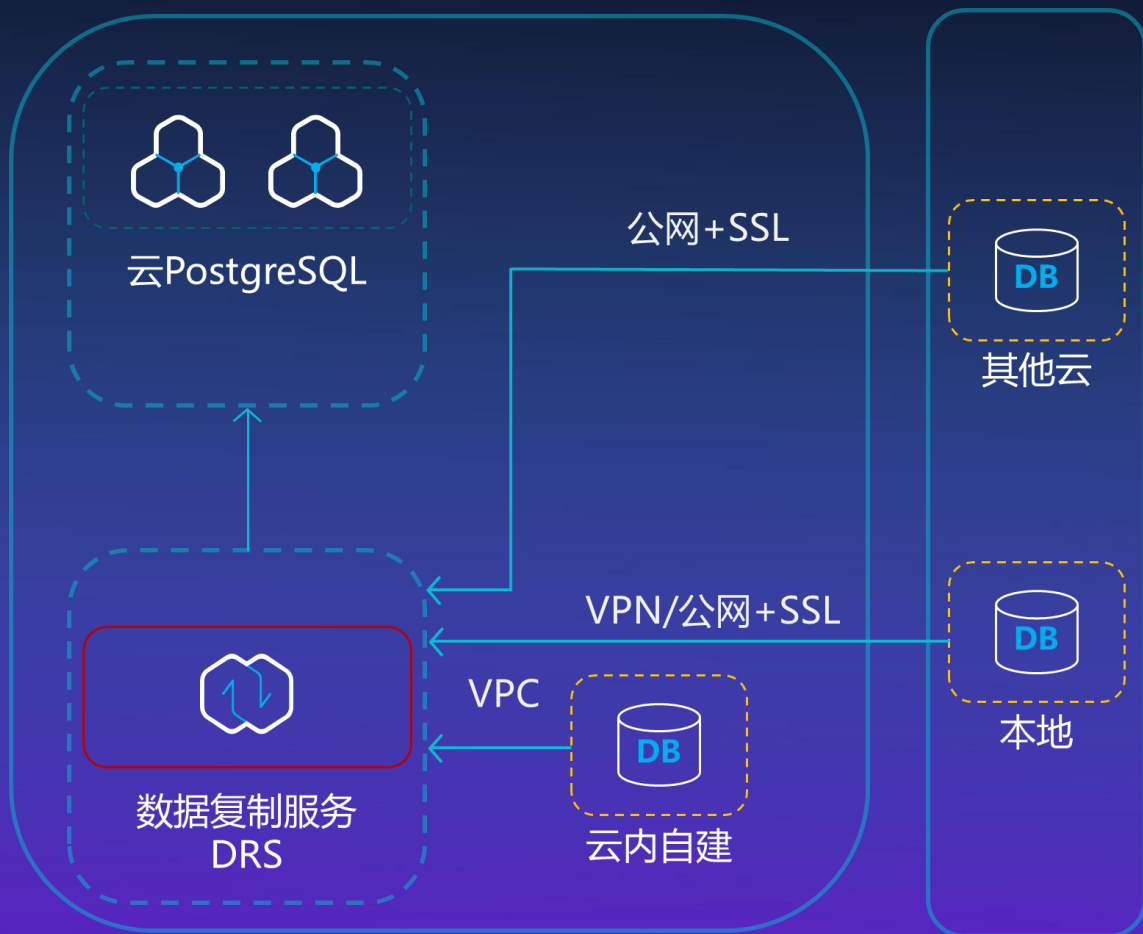 公网+SSL
DB
云PostgreSQL
其他云
VPN/公网+SSL
DB
VPC
本地
DB
数据复制服务
DRS
云内自建